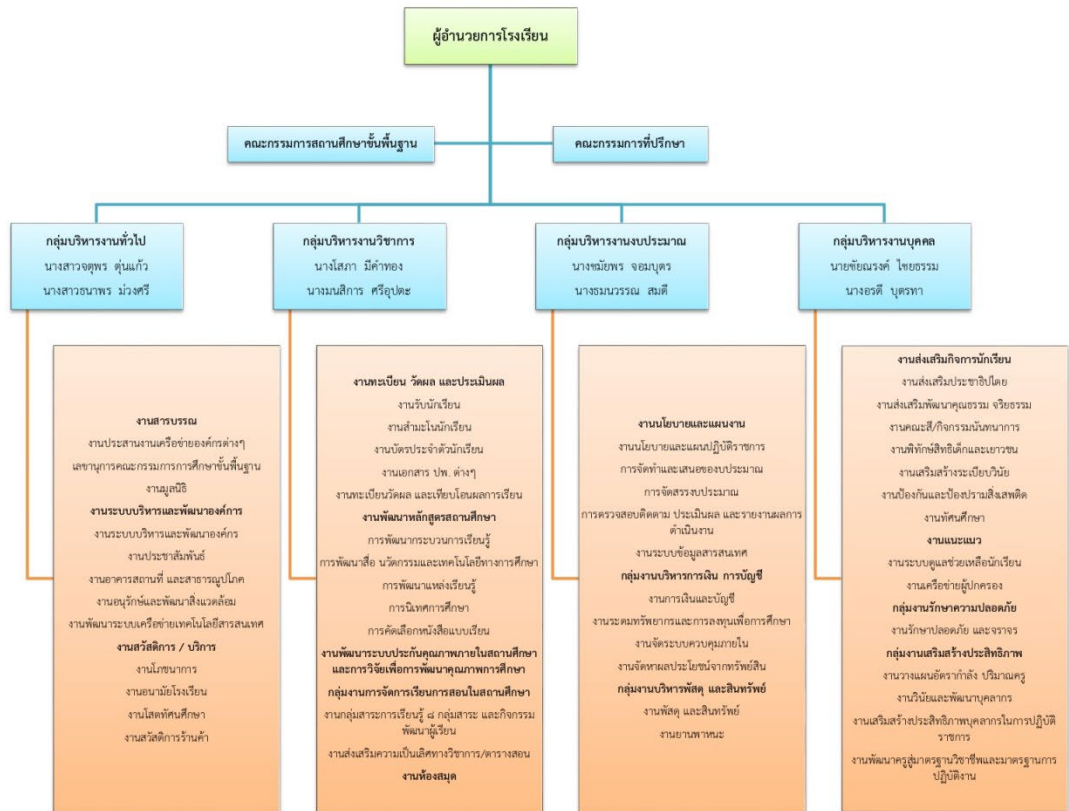 ผู้อำนวยการโรงเรียน
คณะกรรมการสถานศึกษาขั้นพื้นฐาน
คณะกรรมการที่ปรึกษา
กลุ่มบริหารงานทั่วไป
นางสาวจตุพร ตุ่นแก้ว
นางสาวธนาพร ม่วงศรี
กลุ่มบริหารงานวิชาการ
นางโสภา มีคำทอง
นางมนสิการ ศรีอุปตะ
กลุ่มบริหารงานงบประมาณ
นางชมัยพร จอมบุตร
นางธมนวรรณ สมดี
กลุ่มบริหารงานบุคคล
นายชัยณรงค์ ไชยธรรม
นางอรดี บุตรทา
งานสารบรรณ
งานประสานงานเครือข่ายองค์กรต่างๆ
เลขานุการคณะกรรมการการศึกษาขั้นพื้นฐาน
งานมูลนิธิ
งานระบบบริหารและพัฒนาองค์การ
งานระบบบริหารและพัฒนาองค์กร
งานประชาสัมพันธ์
งานอาคารสถานที่ และสาธารณูปโภค
งานอนุรักษ์และพัฒนาสิ่งแวดล้อม
งานพัฒนาระบบเครือข่ายเทคโนโลยีสารสนเทศ
งานสวัสดิการ / บริการ
งานโภชนาการ
งานอนามัยโรงเรียน
งานโสตทัศนศึกษา
งานสวัสดิการร้านค้า
งานทะเบียน วัดผล และประเมินผล
งานรับนักเรียน
งานสำมะโนนักเรียน
งานบัตรประจำตัวนักเรียน
งานเอกสาร ปพ. ต่างๆ
งานทะเบียนวัดผล และเทียบโอนผลการเรียน
งานพัฒนาหลักสูตรสถานศึกษา
การพัฒนากระบวนการเรียนรู้
การพัฒนาสื่อ นวัตกรรมและเทคโนโลยีทางการศึกษา
การพัฒนาแหล่งเรียนรู้
การนิเทศการศึกษา
การคัดเลือกหนังสือแบบเรียน
งานพัฒนาระบบประกันคุณภาพภายในสถานศึกษา
และการวิจัยเพื่อการพัฒนาคุณภาพการศึกษา
กลุ่มงานการจัดการเรียนการสอนในสถานศึกษา
งานกลุ่มสาระการเรียนรู้ ๘ กลุ่มสาระ และกิจกรรม
พัฒนาผู้เรียน
งานส่งเสริมความเป็นเลิศทางวิชาการ/ตารางสอน
งานห้องสมุด
งานนโยบายและแผนงาน
งานนโยบายและแผนปฏิบัติราชการ
การจัดทำและเสนอของบประมาณ
การจัดสรรงบประมาณ
การตรวจสอบติดตาม ประเมินผล และรายงานผลการ
ดำเนินงาน
งานระบบข้อมูลสารสนเทศ
กลุ่มงานบริหารการเงิน การบัญชี
งานการเงินและบัญชี
งานระดมทรัพยากรและการลงทุนเพื่อการศึกษา
งานจัดระบบควบคุมภายใน
งานจัดหาผลประโยชน์จากทรัพย์สิน
กลุ่มงานบริหารพัสดุ และสินทรัพย์
งานพัสดุ และสินทรัพย์
งานยานพาหนะ
งานส่งเสริมกิจการนักเรียน
งานส่งเสริมประชาธิปไตย
งานส่งเสริมพัฒนาคุณธรรม จริยธรรม
งานคณะสี/กิจกรรมนันทนาการ
งานพิทักษ์สิทธิเด็กและเยาวชน
งานเสริมสร้างระเบียบวินัย
งานป้องกันและป้องปรามสิ่งเสพติด
งานทัศนศึกษา
งานแนะแนว
งานระบบดูแลช่วยเหลือนักเรียน
งานเครือข่ายผู้ปกครอง
กลุ่มงานรักษาความปลอดภัย
งานรักษาปลอดภัย และจราจร
กลุ่มงานเสริมสร้างประสิทธิภาพ
งานวางแผนอัตรากำลัง ปริมาณครู
งานวินัยและพัฒนาบุคลากร
งานเสริมสร้างประสิทธิภาพบุคลากรในการปฏิบัติ
ราชการ
งานพัฒนาครูสู่มาตรฐานวิชาชีพและมาตรฐานการ
ปฏิบัติงาน